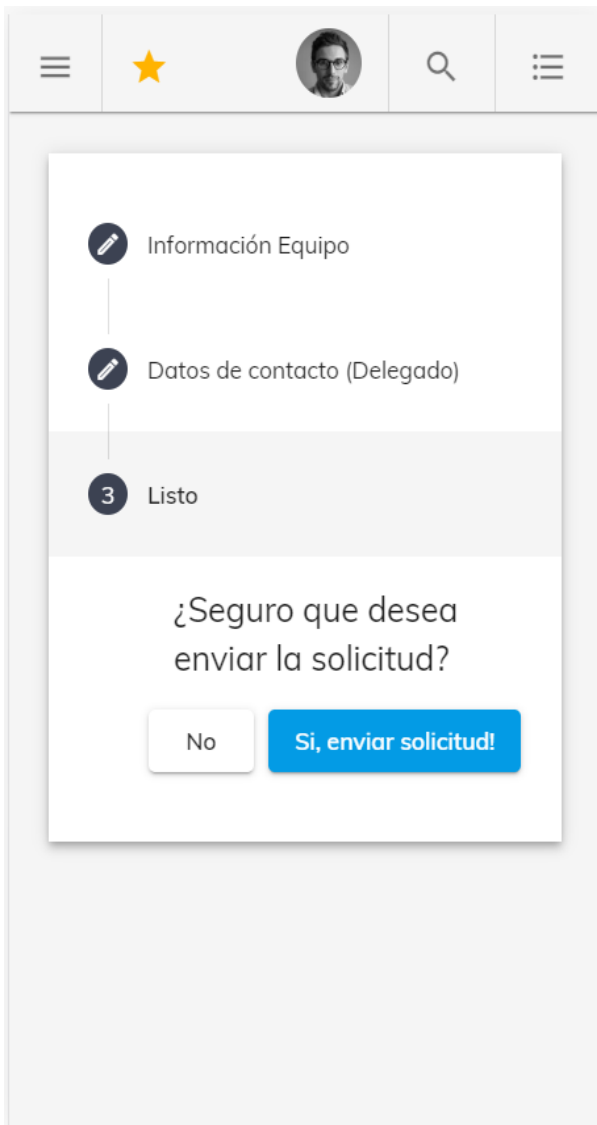 Información Equipo
Datos de contacto (Delegado)
3 Listo
¿Seguro que desea
enviar la solicitud?
No Si, enviar solicitud!